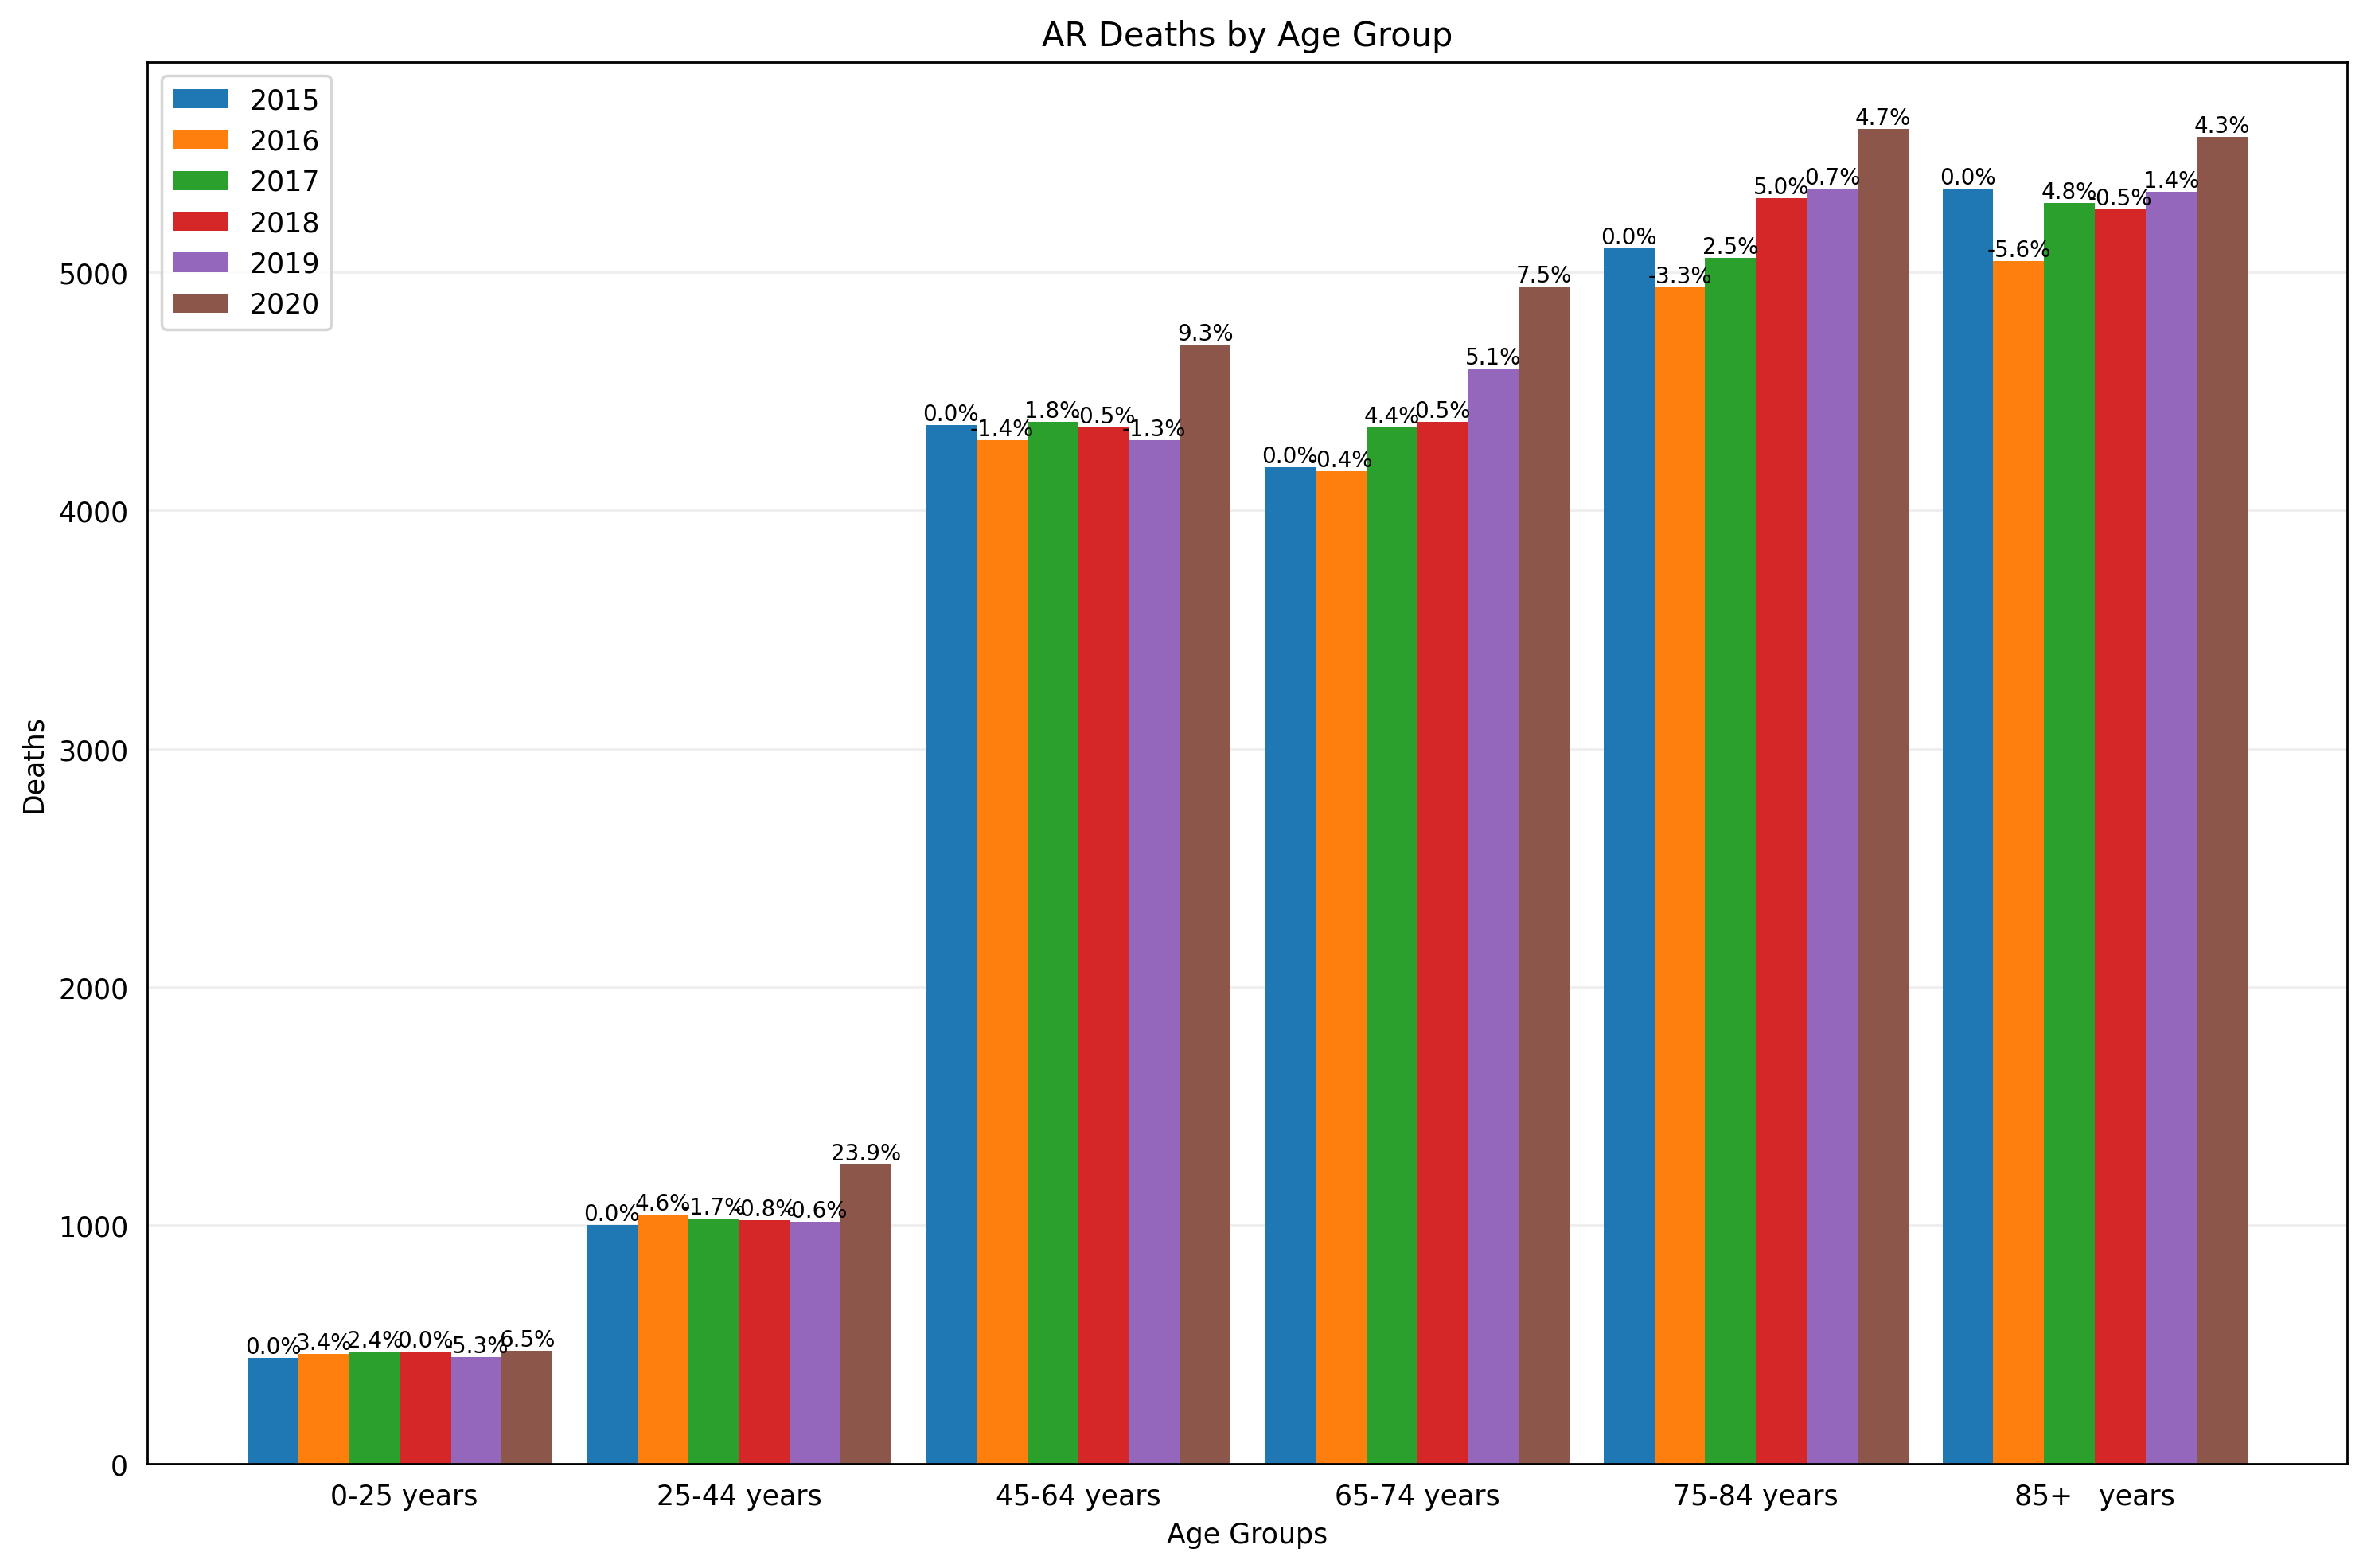 AR Deaths by Age Group
2015
2016
2017
2018
2019
2020
Deaths
5000
4000
3000
2000
1000
0
0.0% 3.4% 2.4% 0.0% -5.3% 6.5%
0.0% 4.6% -1.7% -0.8% -0.6% 23.9%
0.0% -1.4% 1.8% -0.5% -1.3% 9.3%
0.0% -0.4% 4.4% 0.5% 5.1% 7.5%
0.0% -3.3% 2.5% 5.0% 0.7% 4.7%
0.0% -5.6% 4.8% -0.5% 1.4% 4.3%
0-25 years 25-44 years 45-64 years 65-74 years 75-84 years 85+ years
Age Groups